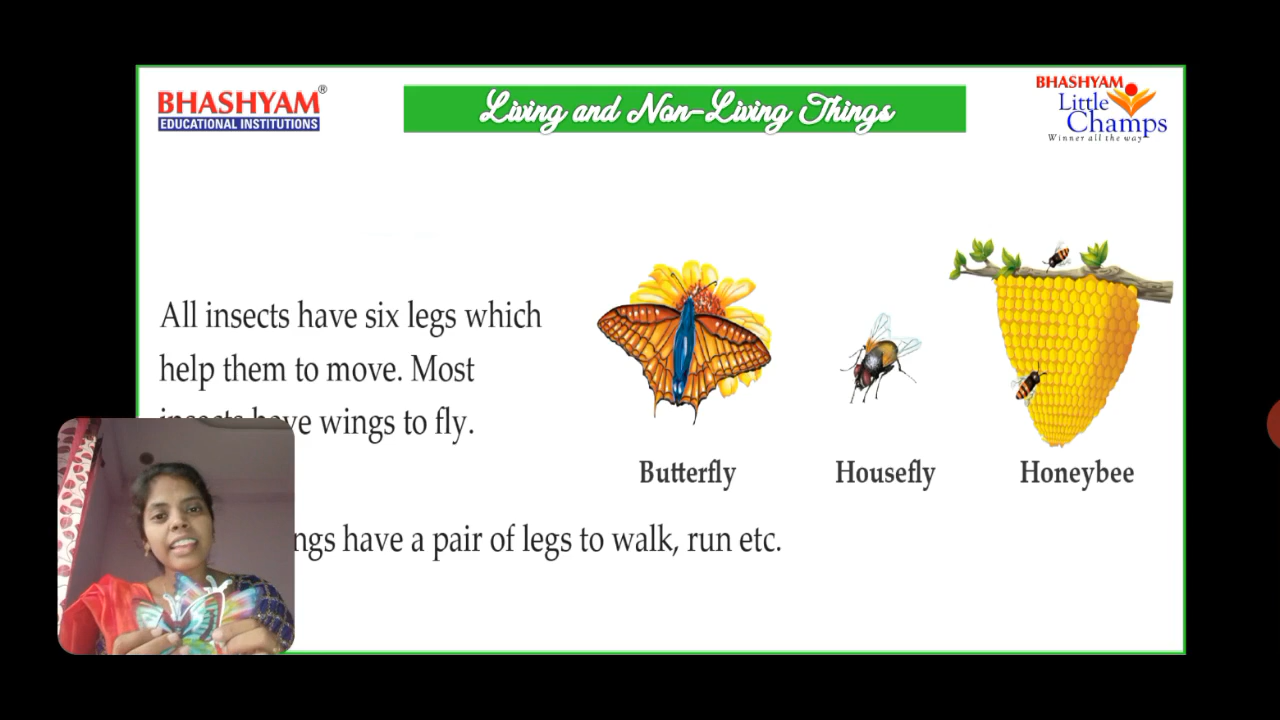 BHASHYAM®
EDUCATIONAL INSTITUTIONS
Living and Non-Living Things
BHASHYAM
Little
Champs
Winner all the way
All insects have six legs which
help them to move. Most
insects have wings to fly.
Butterfly Housefly Honeybee
have a pair of legs to walk, run etc.